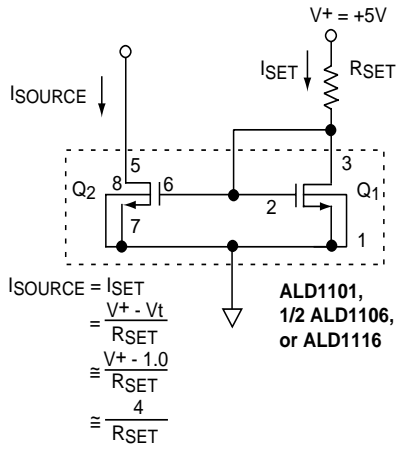 V+ = +5V
ISET
RSET
ISOURCE
5
3
Q2
8
6
2
Q1
7
1
ISOURCE = ISET
= V+ - Vt
RSET
≅ V+ - 1.0
RSET
≅ 4
RSET
ALD1101,
1/2 ALD1106,
or ALD1116